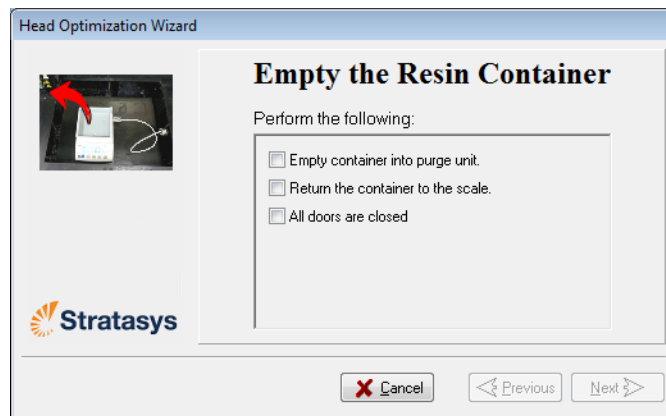 Head Optimization Wizard
Empty the Resin Container
Perform the following:
Empty container into purge unit.
Return the container to the scale.
All doors are closed
Stratasys
Cancel
Previous
Next